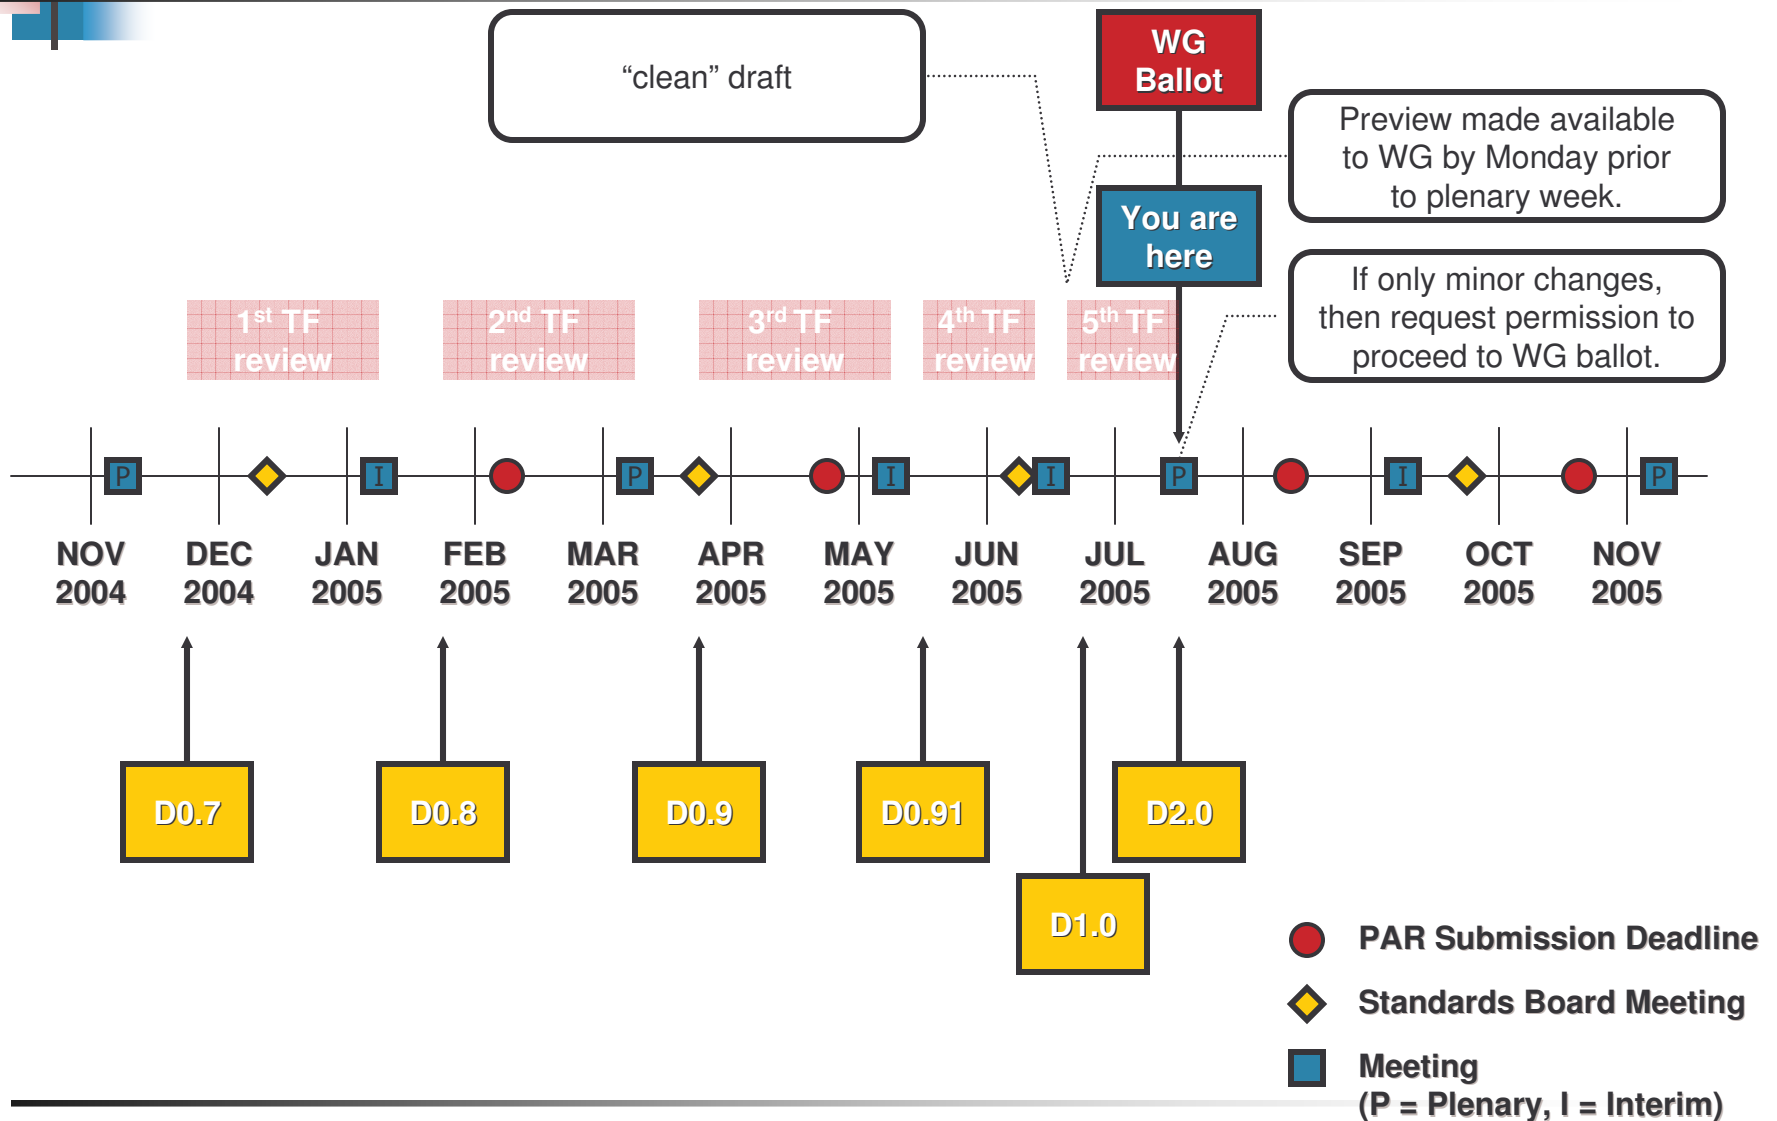 “clean” draft
WG
Ballot
Preview made available
to WG by Monday prior
to plenary week.
You are
here
If only minor changes,
then request permission to
proceed to WG ballot.
1st TF
review
2nd TF
review
3rd TF
review
4th TF
review
5th TF
review
P
I
P
I
I
P
I
P
NOV
2004
DEC
2004
JAN
2005
FEB
2005
MAR
2005
APR
2005
MAY
2005
JUN
2005
JUL
2005
AUG
2005
SEP
2005
OCT
2005
NOV
2005
D0.7
D0.8
D0.9
D0.91
D2.0
D1.0
PAR Submission Deadline
Standards Board Meeting
Meeting
(P = Plenary, I = Interim)